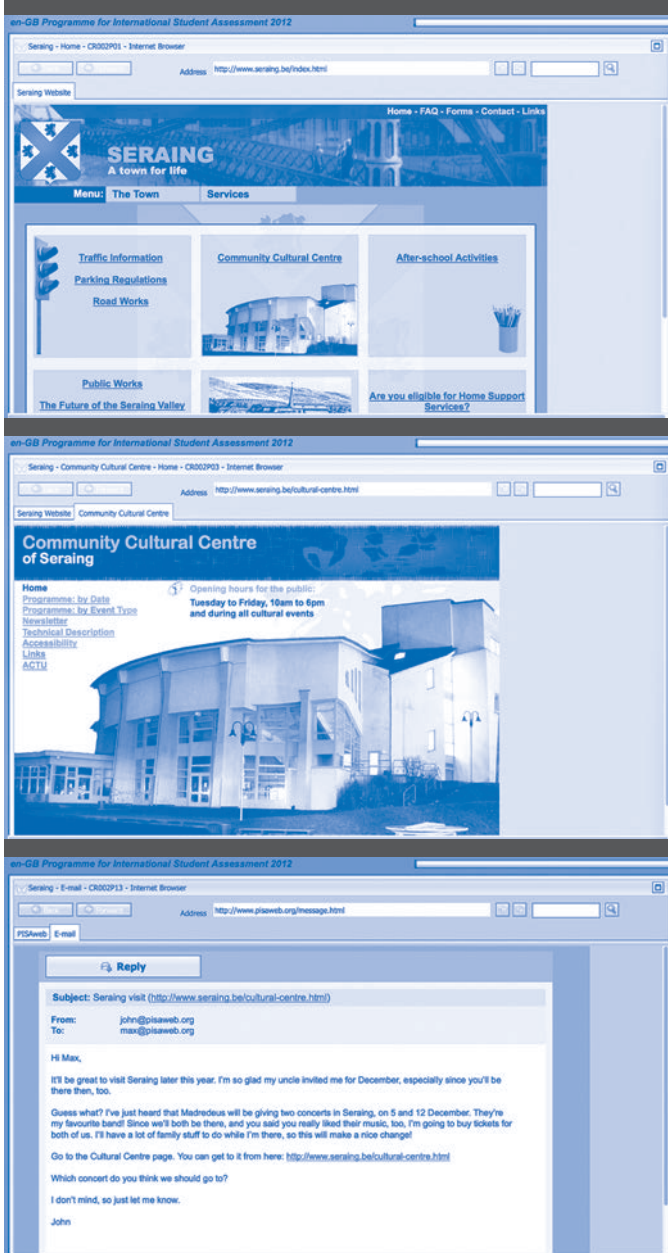 en-GB Programme for International Student Assessment 2012
Seraing - Home - CR002P01 - Internet Browser
Address http://www.seraing.be/index.html
Seraing Website
Home - FAQ - Forms - Contact - Links
SERAING
A town for life
Menu: The Town Services
Traffic Information
Parking Regulations
Road Works
Community Cultural Centre
After-school Activities
Public Works
The Future of the Seraing Valley
Are you eligible for Home Support
Services?
en-GB Programme for International Student Assessment 2012
Seraing - Community Cultural Centre - Home - CR002P03 - Internet Browser
Address http://www.seraing.be/cultural-centre.html
Seraing Website Community Cultural Centre
Community Cultural Centre
of Seraing
Home
Programme: by Date
Programme: by Event Type
Newsletter
Technical Description
Accessibility
Links
ACTU
Opening hours for the public:
Tuesday to Friday, 10am to 6pm
and during all cultural events
en-GB Programme for International Student Assessment 2012
Seraing - E-mail - CR002P13 - Internet Browser
Back Forward Address http://www.pisaweb.org/message.html
PISAweb E-mail
Reply
Subject: Seraing visit (http://www.seraing.be/cultural-centre.html)
From: john@pisaweb.org
To: max@pisaweb.org
Hi Max,
It'll be great to visit Seraing later this year. I'm so glad my uncle invited me for December, especially since you'll be
there then, too.
Guess what? I've just heard that Madredeus will be giving two concerts in Seraing, on 5 and 12 December. They're
my favourite band! Since we'll both be there, and you said you really liked their music, too, I'm going to buy tickets for
both of us. I'll have a lot of family stuff to do while I'm there, so this will make a nice change!
Go to the Cultural Centre page. You can get to it from here: http://www.seraing.be/cultural-centre.html
Which concert do you think we should go to?
I don't mind, so just let me know.
John